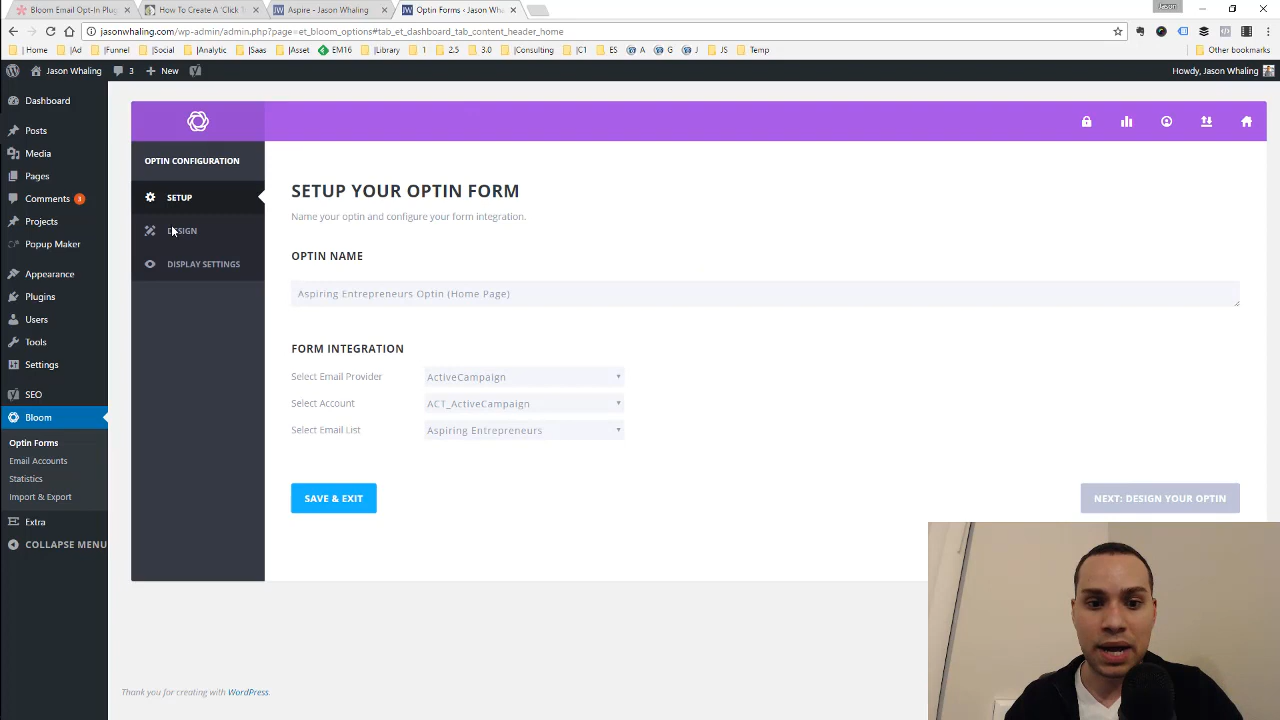 Bloom Email Opt-In Plug
How To Create A 'Click T
Aspire - Jason Whaling
Optin Forms - Jason Wha
Jason
jasonwhaling.com/wp-admin/admin.php?page=et_bloom_options#tab_et_dashboard_tab_content_header_home
| Home
|Ad
|Funnel
|Social
|Analytic
|Saas
|Asset
EM16
|Library
1
2.5
3.0
|Consulting
|C1
ES
A
G
J
JS
Temp
Other bookmarks
Jason Whaling
3
New
Howdy, Jason Whaling
Dashboard
Posts
Media
Pages
Comments 3
Projects
Popup Maker
Appearance
Plugins
Users
Tools
Settings
SEO
Bloom
Optin Forms
Email Accounts
Statistics
Import & Export
Extra
COLLAPSE MENU
OPTIN CONFIGURATION
SETUP
DESIGN
DISPLAY SETTINGS
SETUP YOUR OPTIN FORM
Name your optin and configure your form integration.
OPTIN NAME
Aspiring Entrepreneurs Optin (Home Page)
FORM INTEGRATION
Select Email Provider ActiveCampaign
Select Account ACT_ActiveCampaign
Select Email List Aspiring Entrepreneurs
SAVE & EXIT
NEXT: DESIGN YOUR OPTIN
Thank you for creating with WordPress.